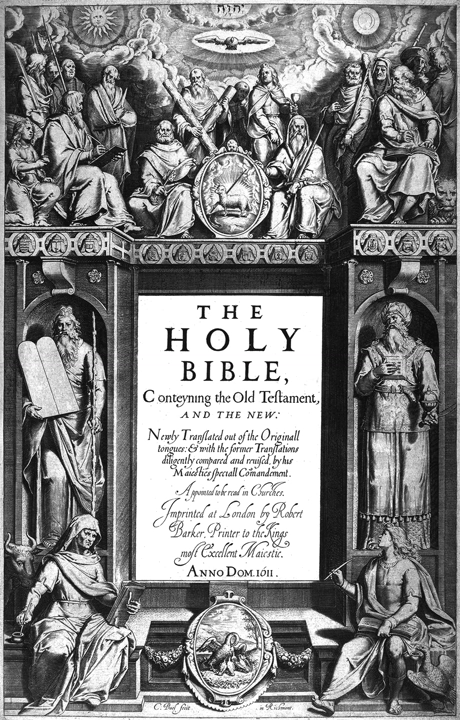 יהוה
THE
HOLY
BIBLE,
Conteyning the Old Teſtament,
AND THE NEW:
Newly Tranſlated out of the Originall
tongues: & with the former Tranſlations
diligently compared and reuiſed, by his
Maieſties ſpeciall Comandement.
Appointed to be read in Churches.
Imprinted at London by Robert
Barker, Printer to the Kings
moſt Excellent Maieſtie.
ANNO DOM. 1611.
C. Boel fecit in Richmont.